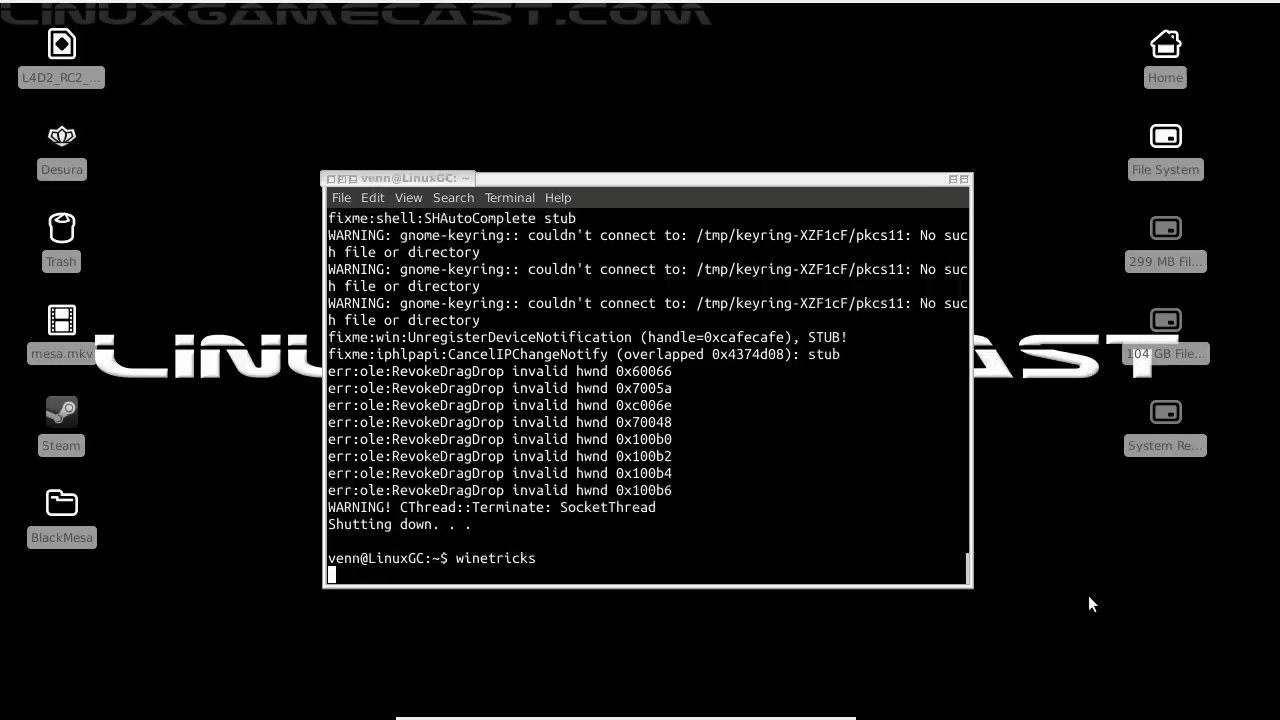 LINUXGAMECAST.COM
L4D2_RC2_...
Home
Desura
File System
venn@LinuxGC: ~
File Edit View Search Terminal Help
fixme:shell:SHAutoComplete stub
WARNING: gnome-keyring:: couldn't connect to: /tmp/keyring-XZF1cF/pkcs11: No suc
h file or directory
WARNING: gnome-keyring:: couldn't connect to: /tmp/keyring-XZF1cF/pkcs11: No suc
h file or directory
WARNING: gnome-keyring:: couldn't connect to: /tmp/keyring-XZF1cF/pkcs11: No suc
h file or directory
fixme:win:UnregisterDeviceNotification (handle=0xcafecafe), STUB!
fixme:iphlpapi:CancelIPChangeNotify (overlapped 0x4374d08): stub
err:ole:RevokeDragDrop invalid hwnd 0x60066
err:ole:RevokeDragDrop invalid hwnd 0x7005a
err:ole:RevokeDragDrop invalid hwnd 0xc006e
err:ole:RevokeDragDrop invalid hwnd 0x70048
err:ole:RevokeDragDrop invalid hwnd 0x100b0
err:ole:RevokeDragDrop invalid hwnd 0x100b2
err:ole:RevokeDragDrop invalid hwnd 0x100b4
err:ole:RevokeDragDrop invalid hwnd 0x100b6
WARNING! CThread::Terminate: SocketThread
Shutting down. . .
venn@LinuxGC:~$ winetricks
Trash
299 MB Fil...
mesa.mkv
104 GB File...
Steam
System Re...
BlackMesa